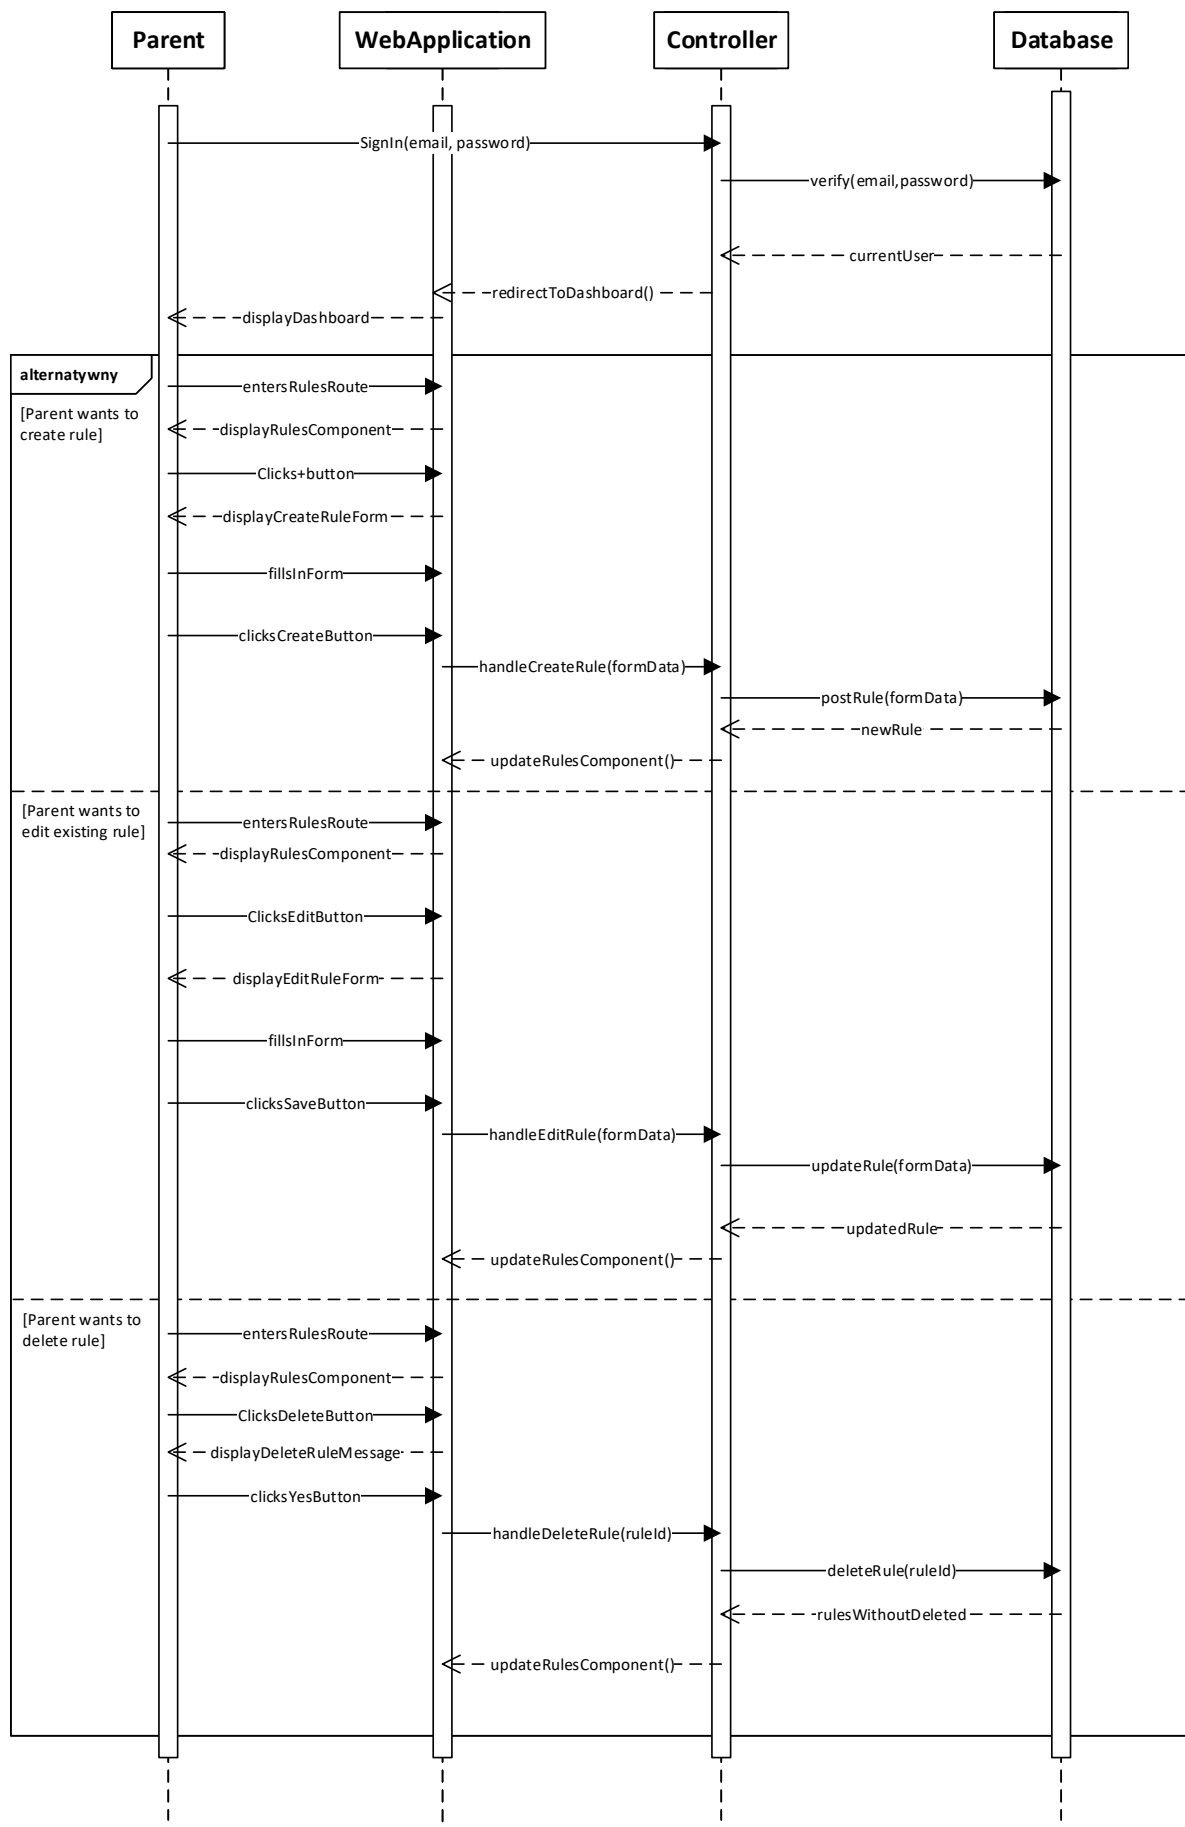 Parent
WebApplication
Controller
Database
SignIn(email, password)
verify(email,password)
currentUser
redirectToDashboard()
displayDashboard
alternatywny
[Parent wants to
create rule]
entersRulesRoute
displayRulesComponent
Clicks+button
displayCreateRuleForm
fillsInForm
clicksCreateButton
handleCreateRule(formData)
postRule(formData)
newRule
updateRulesComponent()
[Parent wants to
edit existing rule]
entersRulesRoute
displayRulesComponent
ClicksEditButton
displayEditRuleForm
fillsInForm
clicksSaveButton
handleEditRule(formData)
updateRule(formData)
updatedRule
updateRulesComponent()
[Parent wants to
delete rule]
entersRulesRoute
displayRulesComponent
ClicksDeleteButton
displayDeleteRuleMessage
clicksYesButton
handleDeleteRule(ruleId)
deleteRule(ruleId)
rulesWithoutDeleted
updateRulesComponent()